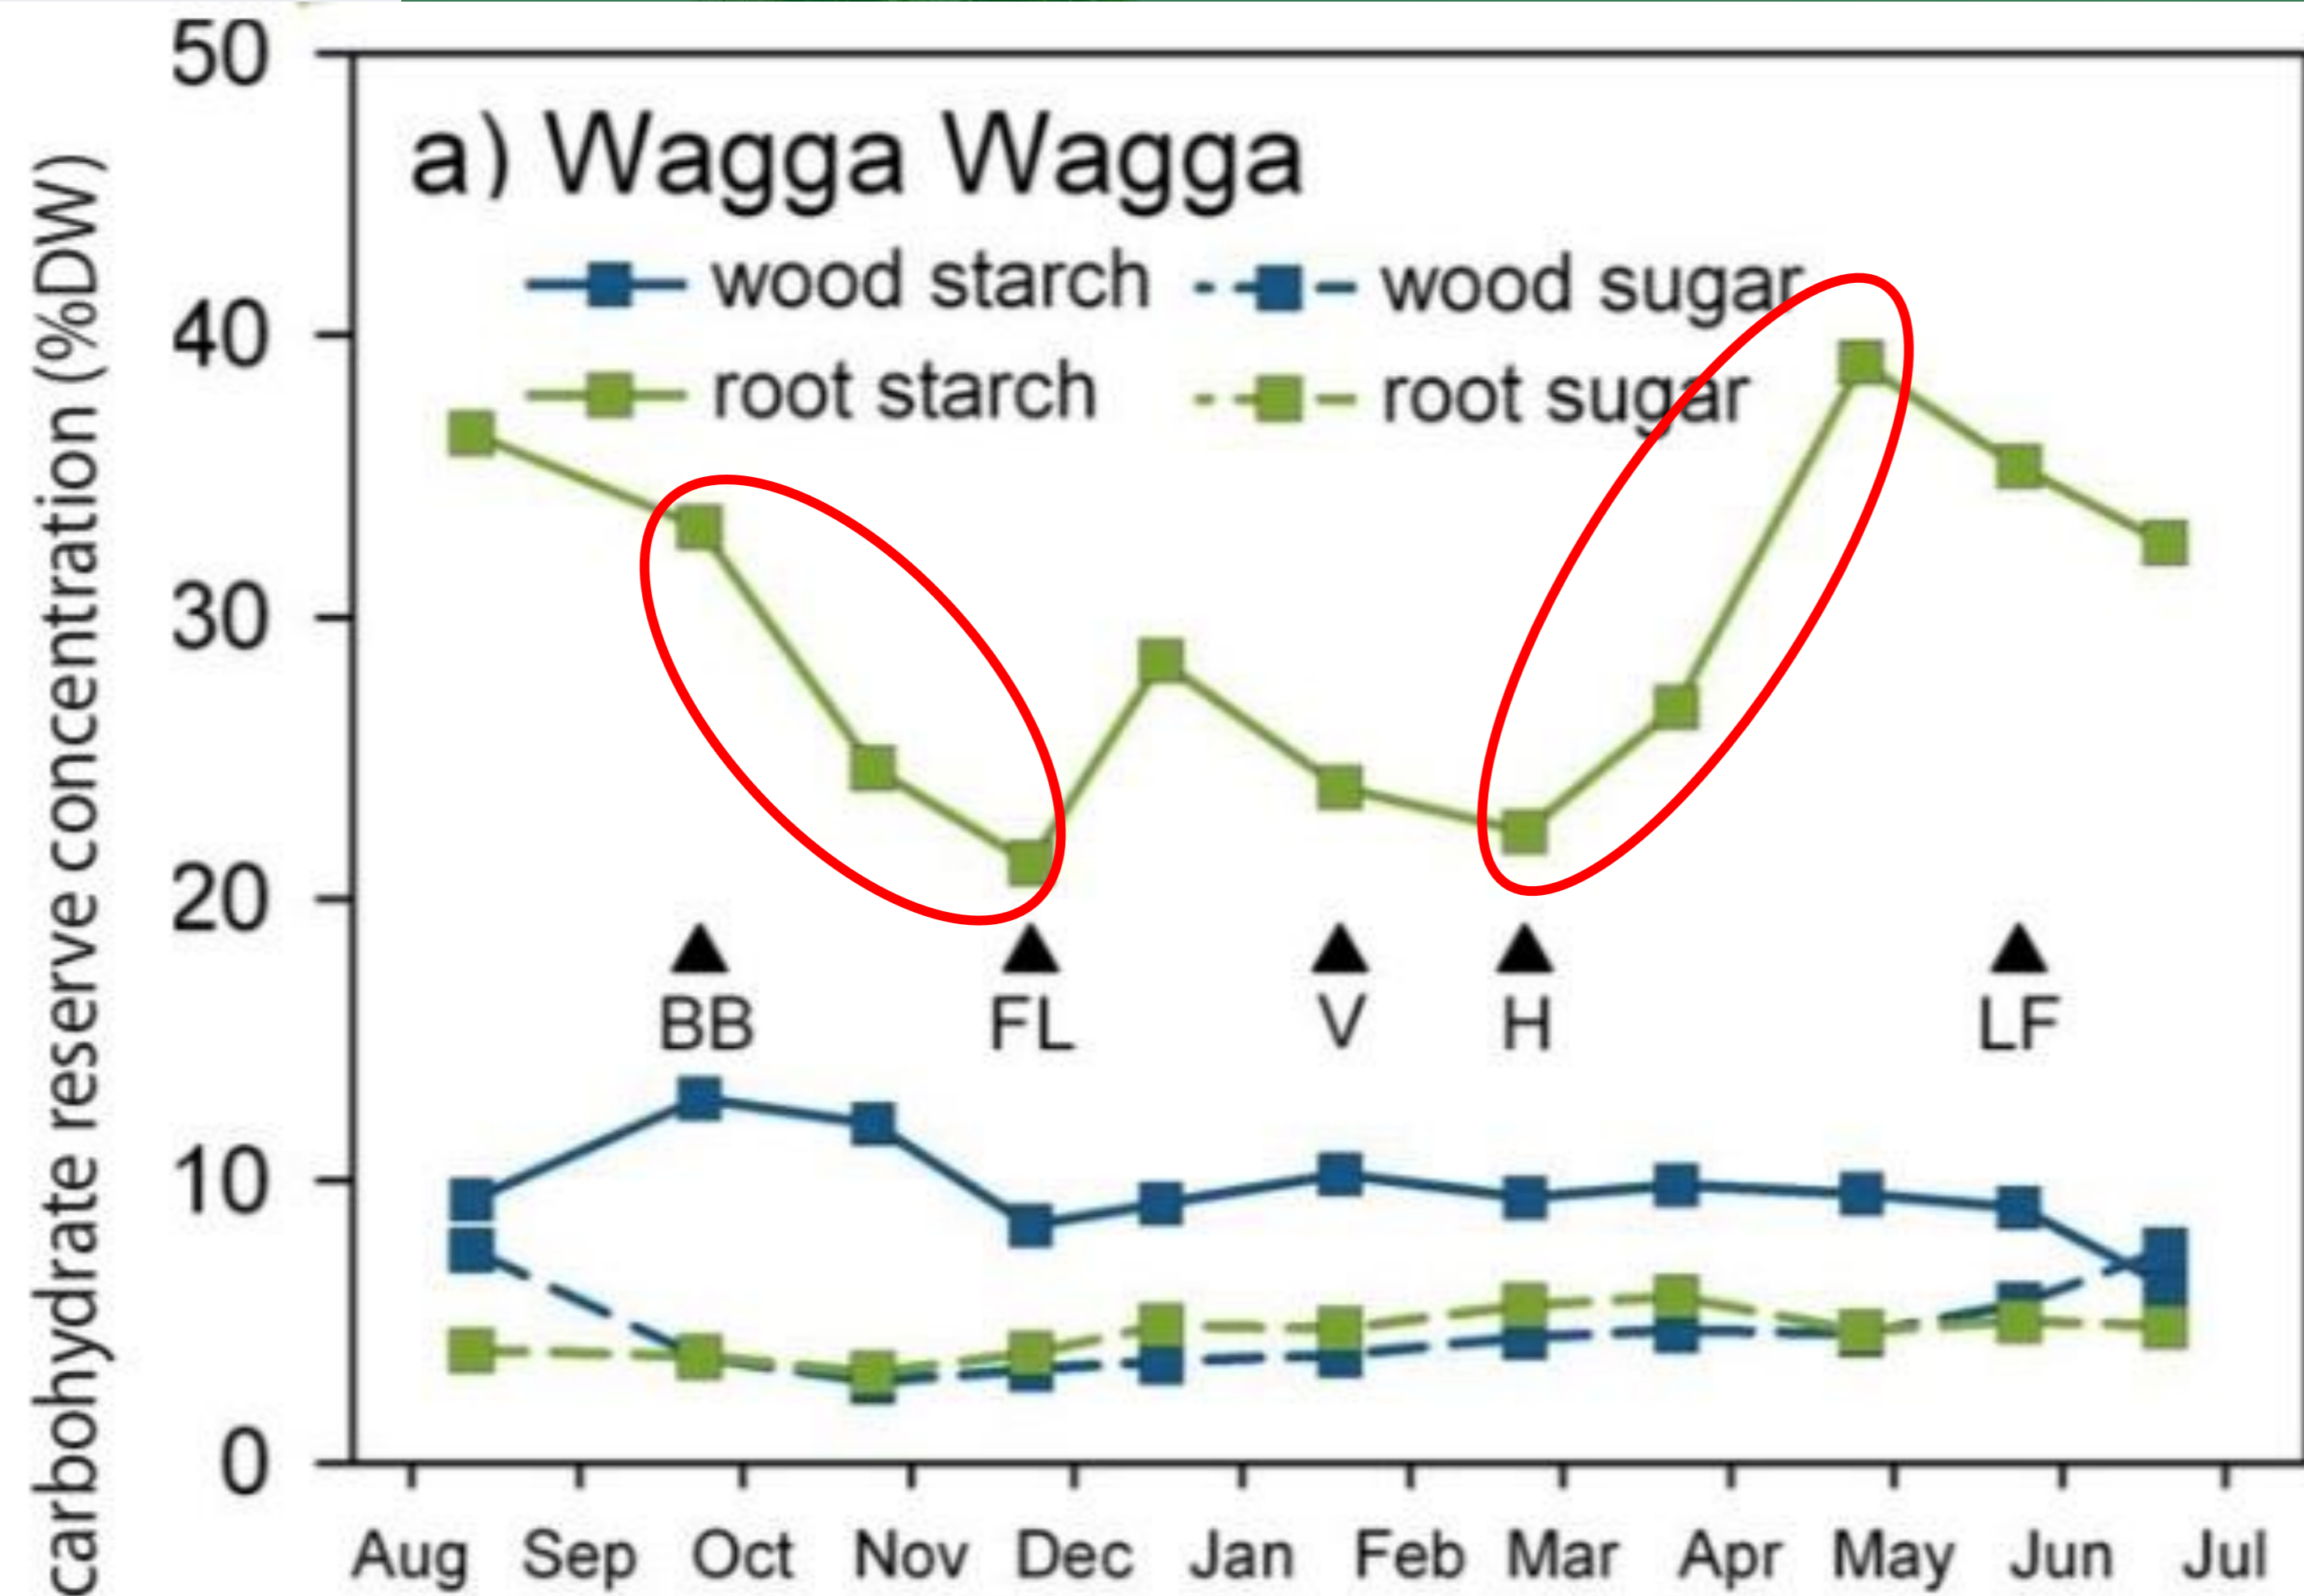 50
a) Wagga Wagga
wood starch wood sugar
40
root starch root sugar
30
20
BB FL V H LF
10
0
Aug Sep Oct Nov Dec Jan Feb Mar Apr May Jun Jul
carbohydrate reserve concentration (%DW)